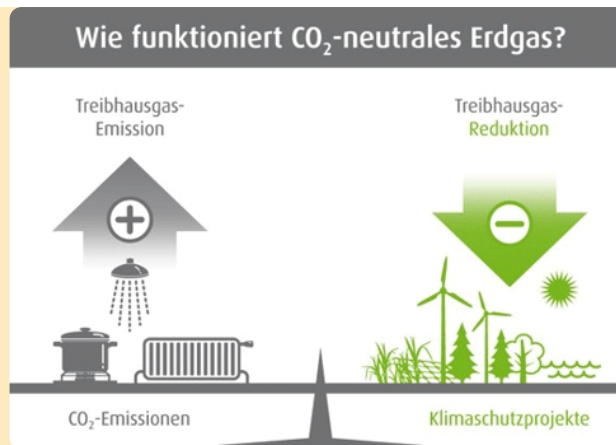 Wie funktioniert CO₂-neutrales Erdgas?
Treibhausgas-
Emission
Treibhausgas-
Reduktion
CO₂-Emissionen
Klimaschutzprojekte